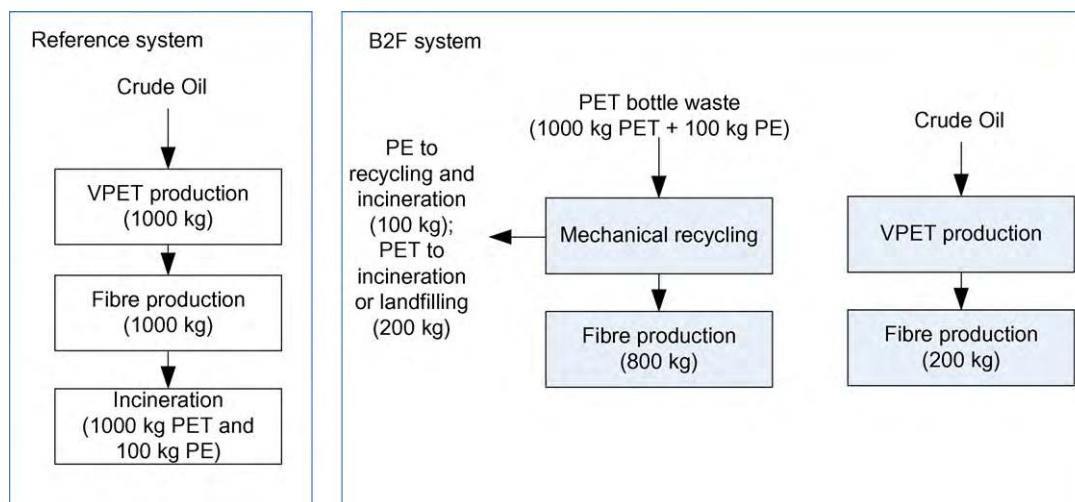 Reference system
Crude Oil
VPET production
(1000 kg)
Fibre production
(1000 kg)
Incineration
(1000 kg PET and
100 kg PE)
B2F system
PE to
recycling and
incineration
(100 kg);
PET to
incineration
or landfilling
(200 kg)
PET bottle waste
(1000 kg PET + 100 kg PE)
Mechanical recycling
Fibre production
(800 kg)
Crude Oil
VPET production
Fibre production
(200 kg)